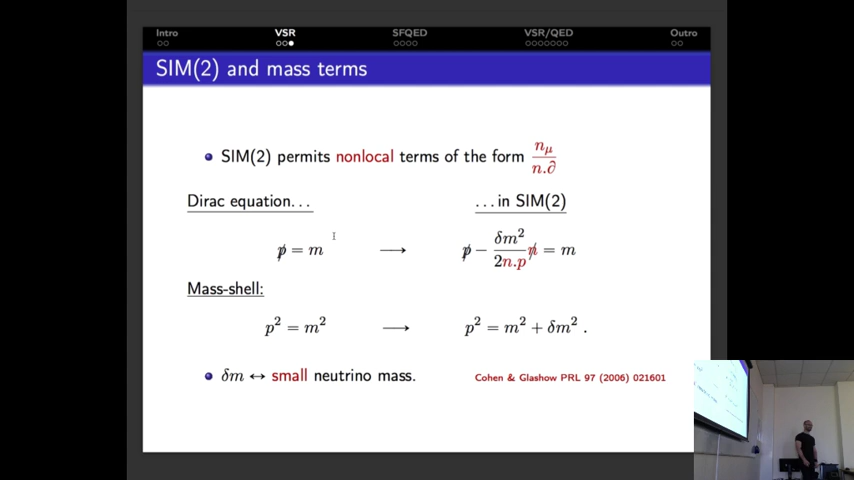 Intro VSR SFQED VSR/QED Outro
SIM(2) and mass terms
SIM(2) permits nonlocal terms of the form n_μ / n.∂
Dirac equation... ...in SIM(2)
p̸ = m ⟶ p̸ − δm² / 2n.p n̸ = m
Mass-shell:
p² = m² ⟶ p² = m² + δm² .
δm ↔ small neutrino mass. Cohen & Glashow PRL 97 (2006) 021601